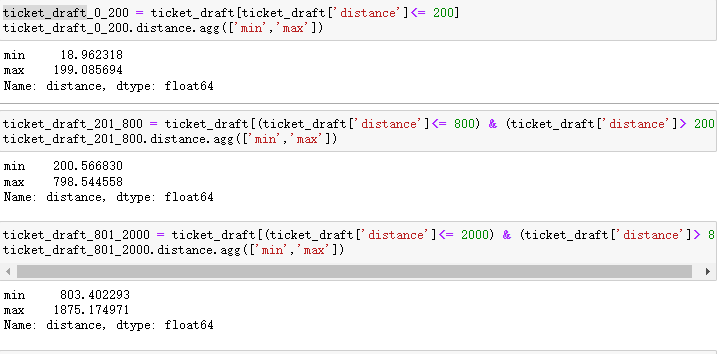 ticket_draft_0_200 = ticket_draft[ticket_draft['distance']<= 200]
ticket_draft_0_200.distance.agg(['min','max'])
min 18.962318
max 199.085694
Name: distance, dtype: float64
ticket_draft_201_800 = ticket_draft[(ticket_draft['distance']<= 800) & (ticket_draft['distance']> 200
ticket_draft_201_800.distance.agg(['min','max'])
min 200.566830
max 798.544558
Name: distance, dtype: float64
ticket_draft_801_2000 = ticket_draft[(ticket_draft['distance']<= 2000) & (ticket_draft['distance']> 8
ticket_draft_801_2000.distance.agg(['min','max'])
min 803.402293
max 1875.174971
Name: distance, dtype: float64